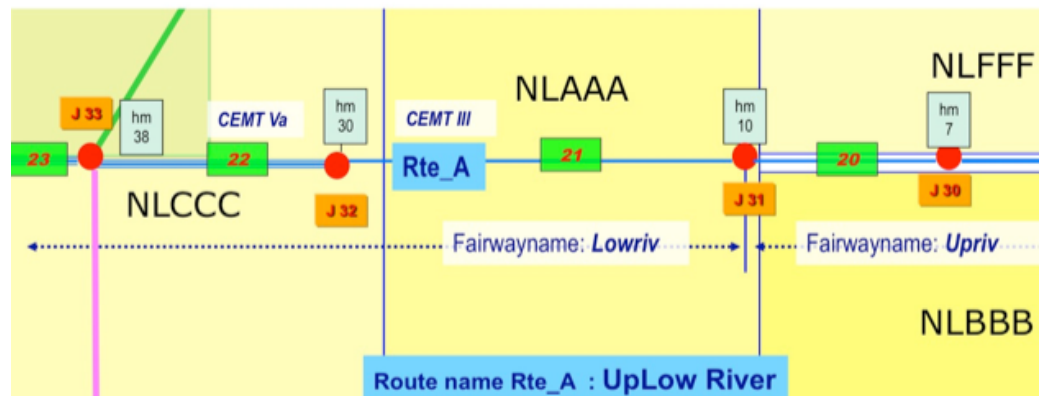 NLAAA
NLFFF
J 33
hm
38
CEMT Va
hm
30
CEMT III
hm
10
hm
7
23
22
Rte_A
21
20
NLCCC
J 32
J 31
J 30
Fairwayname: Lowriv
Fairwayname: Upriv
NLBBB
Route name Rte_A : UpLow River